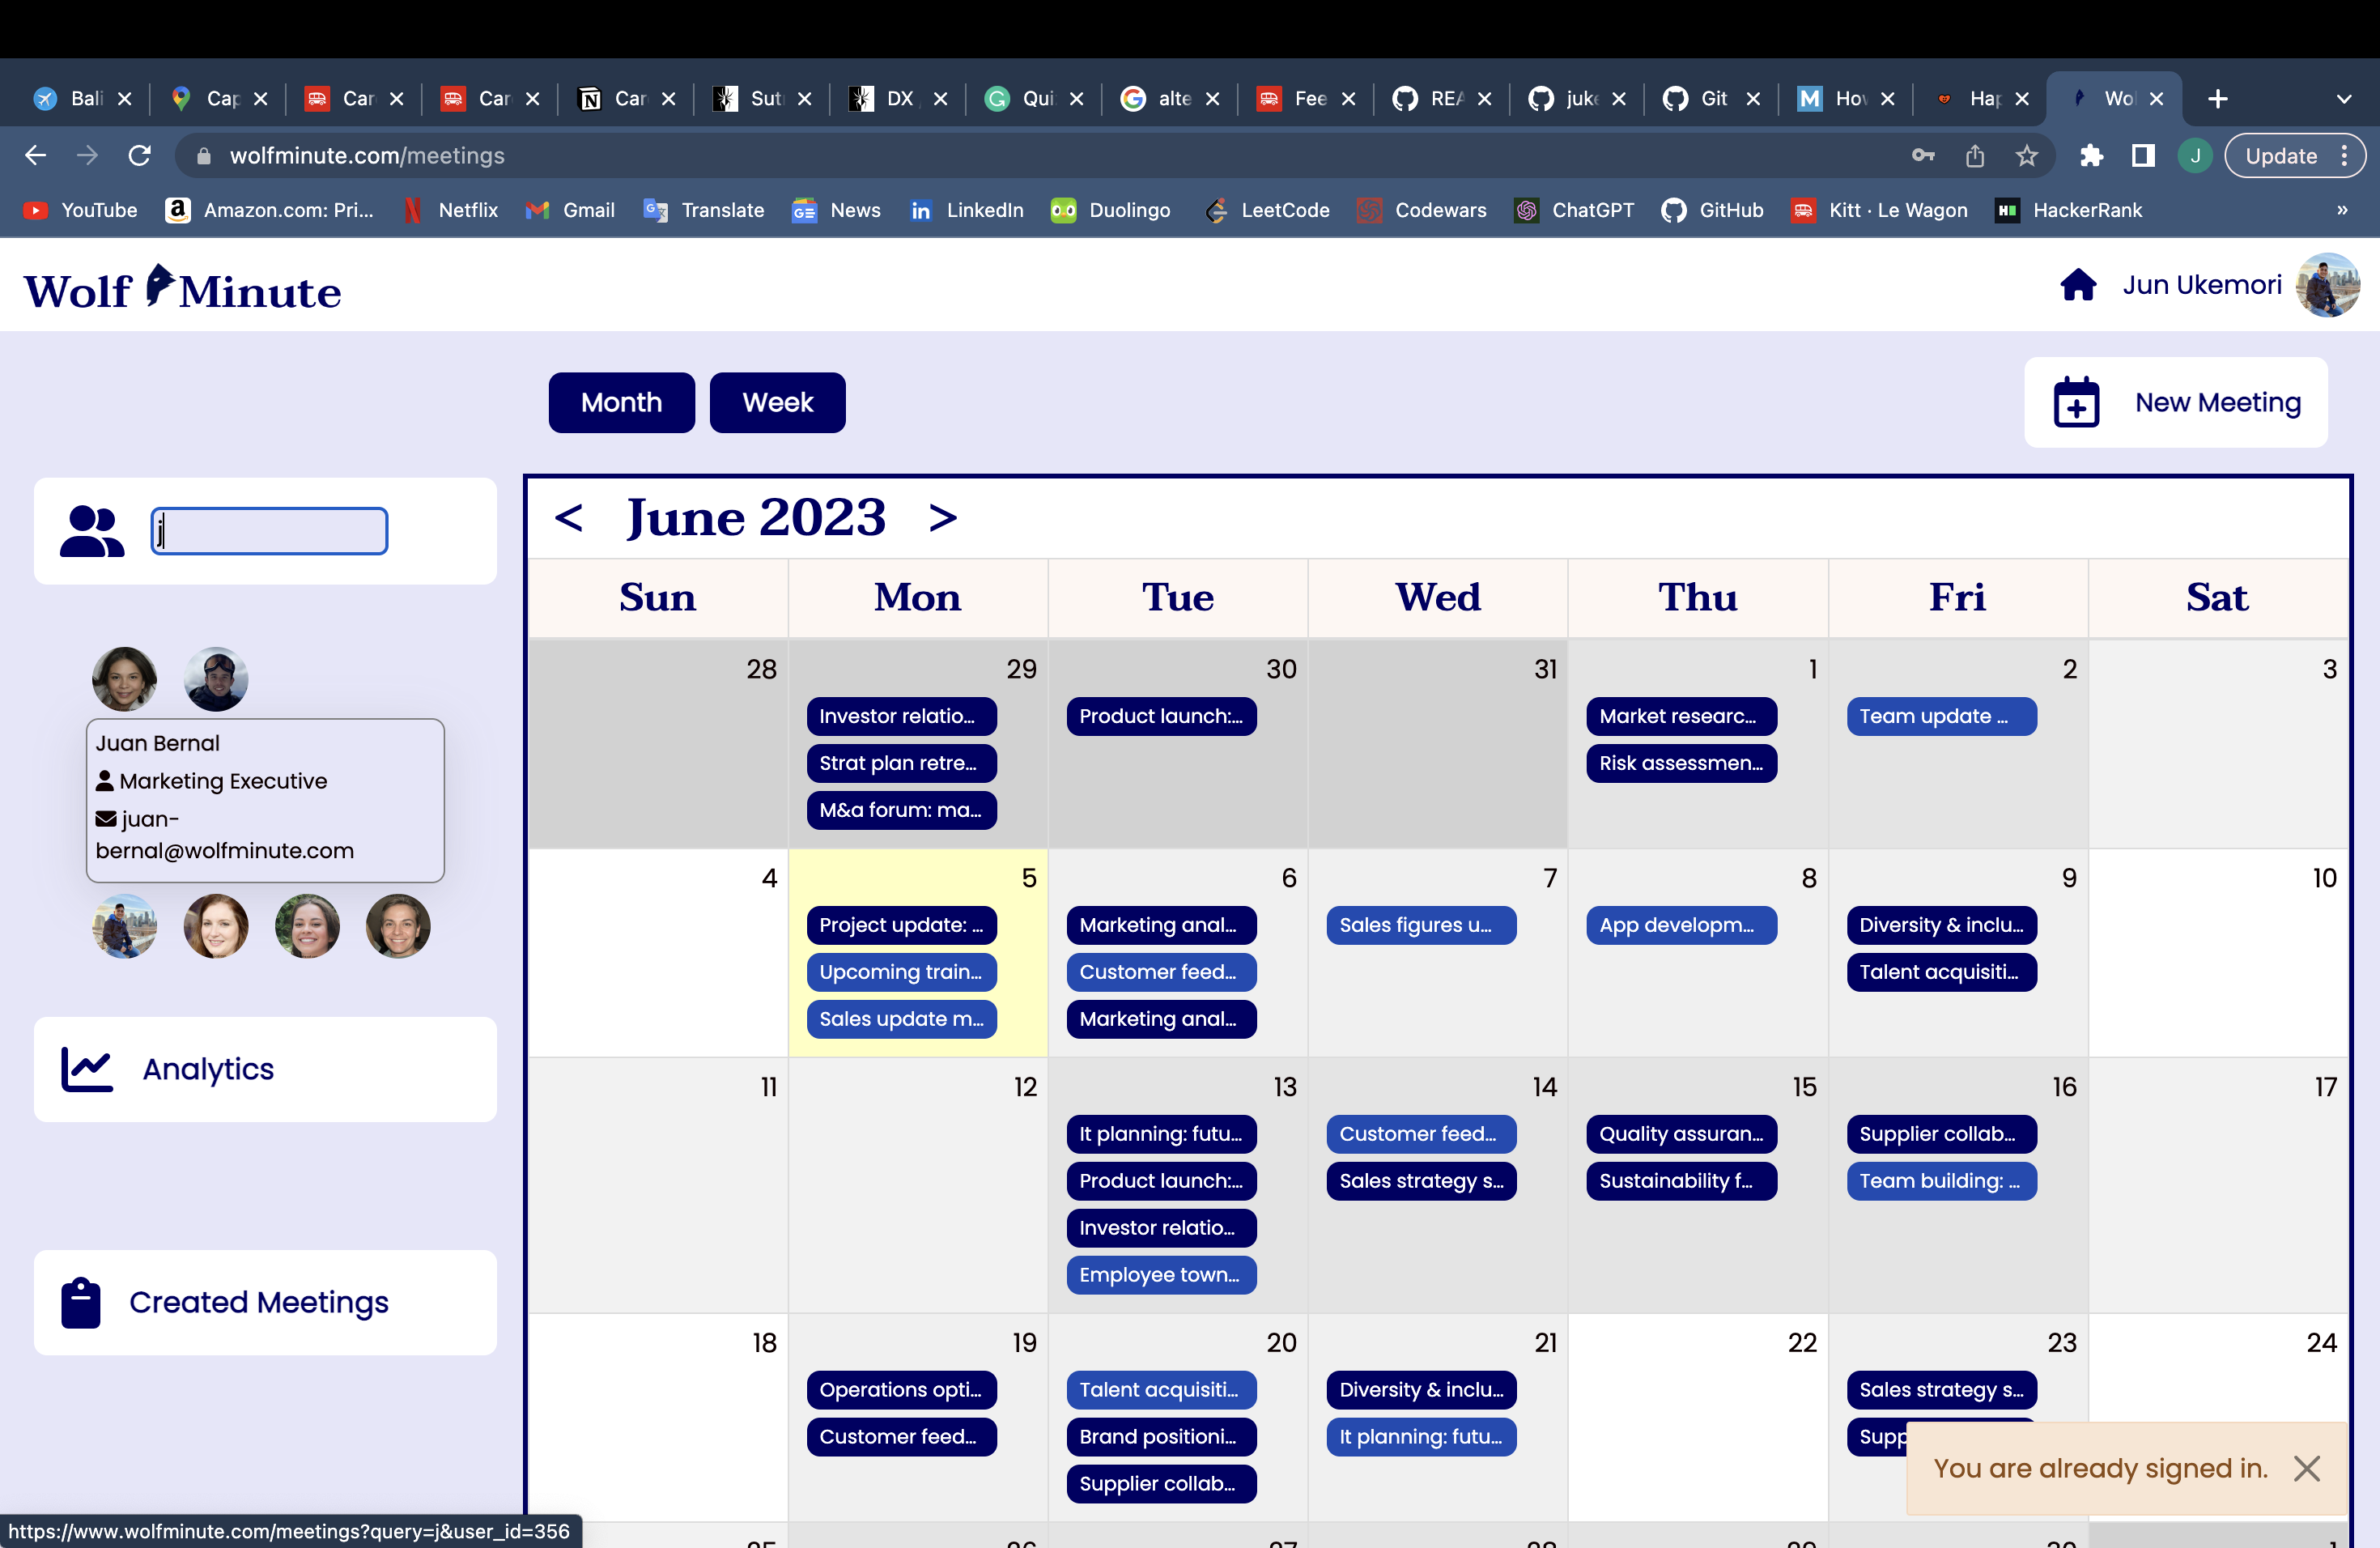 Bali
Cap
Car
Car
Car
Sut
DX
Qui
alte
Fee
REA
juke
Git
How
Hap
Wol
wolfminute.com/meetings
J
Update
YouTube
Amazon.com: Pri...
Netflix
Gmail
Translate
News
LinkedIn
Duolingo
LeetCode
Codewars
ChatGPT
GitHub
Kitt · Le Wagon
HackerRank
»
Wolf Minute
Jun Ukemori
Month
Week
New Meeting
j
Juan Bernal
Marketing Executive
juan-
bernal@wolfminute.com
Analytics
Created Meetings
< June 2023 >
Sun Mon Tue Wed Thu Fri Sat
28 29 30 31 1 2 3
Investor relatio... Product launch:... Market researc... Team update ...
Strat plan retre... Risk assessmen...
M&a forum: ma...
4 5 6 7 8 9 10
Project update: ... Marketing anal... Sales figures u... App developm... Diversity & inclu...
Upcoming train... Customer feed... Talent acquisiti...
Sales update m... Marketing anal...
11 12 13 14 15 16 17
It planning: futu... Customer feed... Quality assuran... Supplier collab...
Product launch:... Sales strategy s... Sustainability f... Team building: ...
Investor relatio...
Employee town...
18 19 20 21 22 23 24
Operations opti... Talent acquisiti... Diversity & inclu... Sales strategy s...
Customer feed... Brand positioni... It planning: futu... Supp
Supplier collab...
You are already signed in.
https://www.wolfminute.com/meetings?query=j&user_id=356